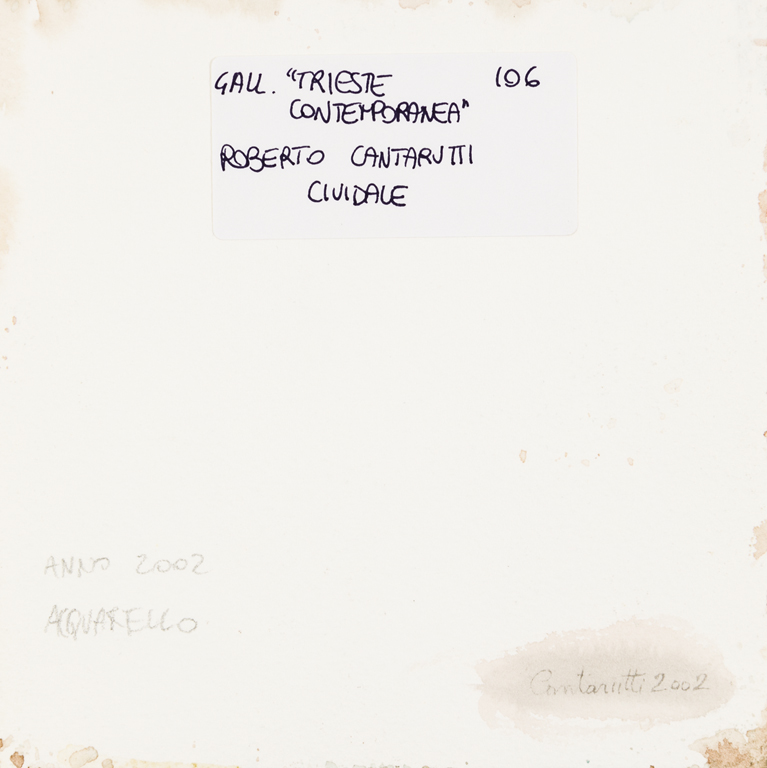 GALL. "TRIESTE 106
CONTEMPORANEA"
ROBERTO CANTARUTTI
CIVIDALE
ANNO 2002
ACQUARELLO
Cantarutti 2002